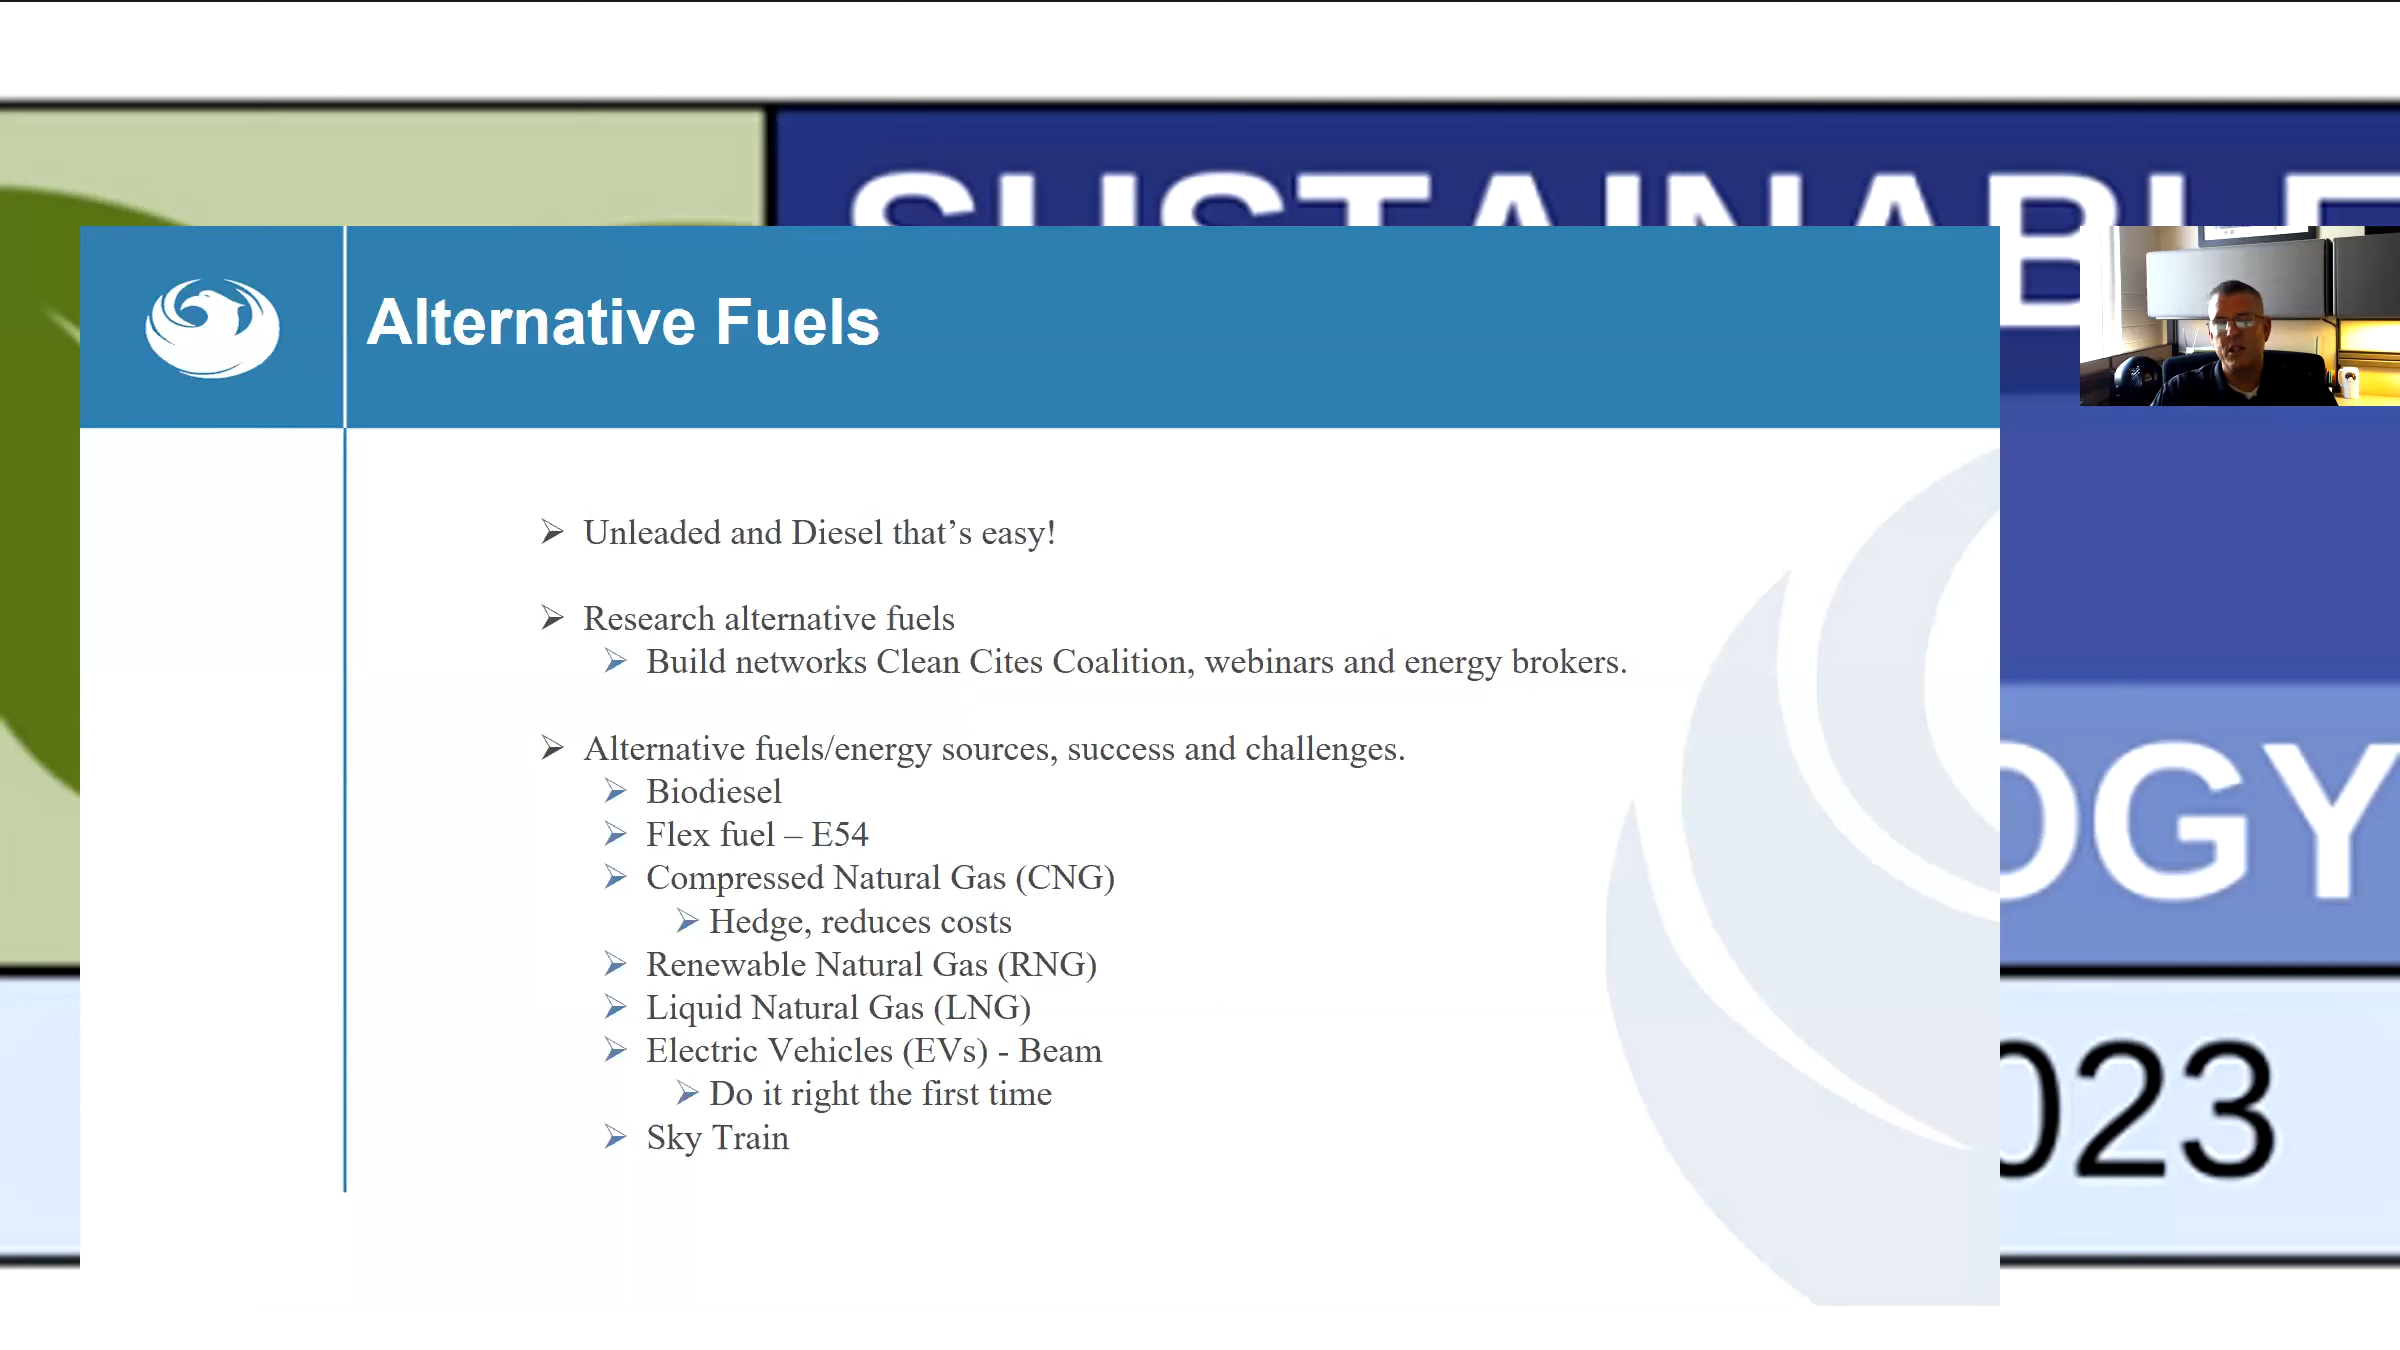 SUSTAINABLE
Alternative Fuels
➢ Unleaded and Diesel that’s easy!
➢ Research alternative fuels
➢ Build networks Clean Cites Coalition, webinars and energy brokers.
➢ Alternative fuels/energy sources, success and challenges.
➢ Biodiesel
➢ Flex fuel – E54
➢ Compressed Natural Gas (CNG)
➢ Hedge, reduces costs
➢ Renewable Natural Gas (RNG)
➢ Liquid Natural Gas (LNG)
➢ Electric Vehicles (EVs) - Beam
➢ Do it right the first time
➢ Sky Train
OGY
023